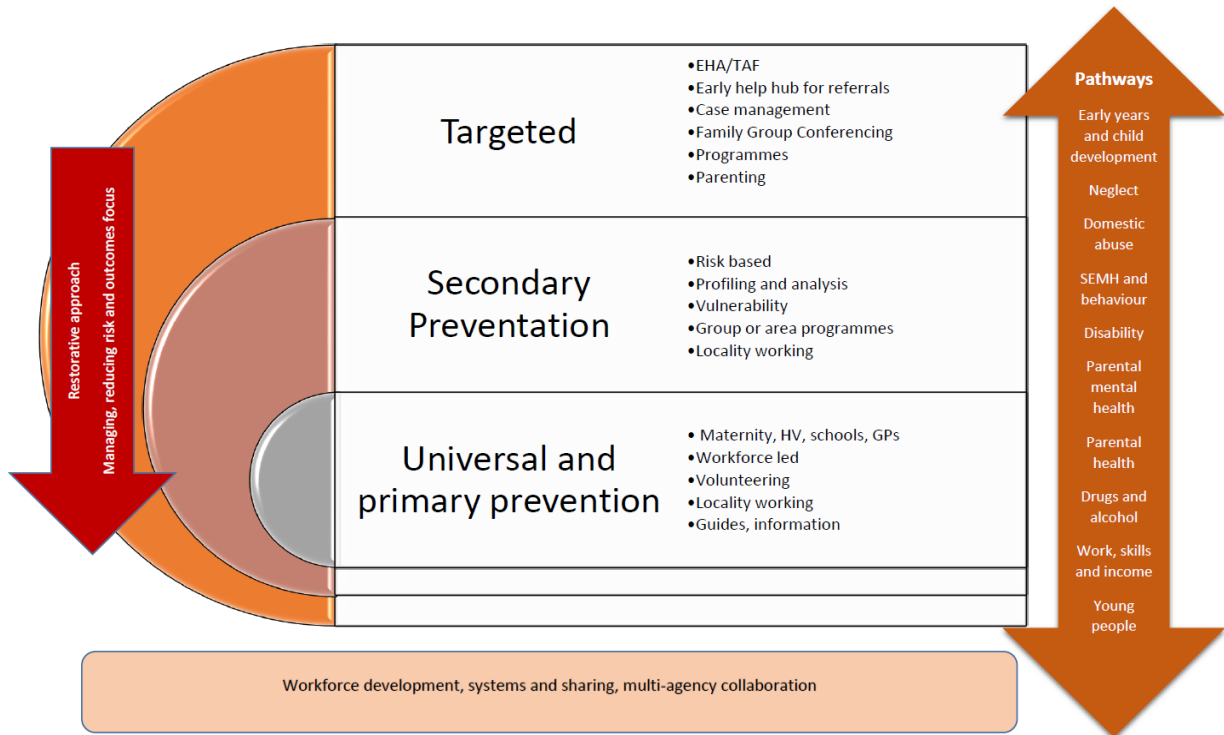 Restorative approach
Managing, reducing risk and outcomes focus
Targeted
•EHA/TAF
•Early help hub for referrals
•Case management
•Family Group Conferencing
•Programmes
•Parenting
Secondary
Preventation
•Risk based
•Profiling and analysis
•Vulnerability
•Group or area programmes
•Locality working
Universal and
primary prevention
• Maternity, HV, schools, GPs
•Workforce led
•Volunteering
•Locality working
•Guides, information
Pathways
Early years
and child
development
Neglect
Domestic
abuse
SEMH and
behaviour
Disability
Parental
mental
health
Parental
health
Drugs and
alcohol
Work, skills
and income
Young
people
Workforce development, systems and sharing, multi-agency collaboration